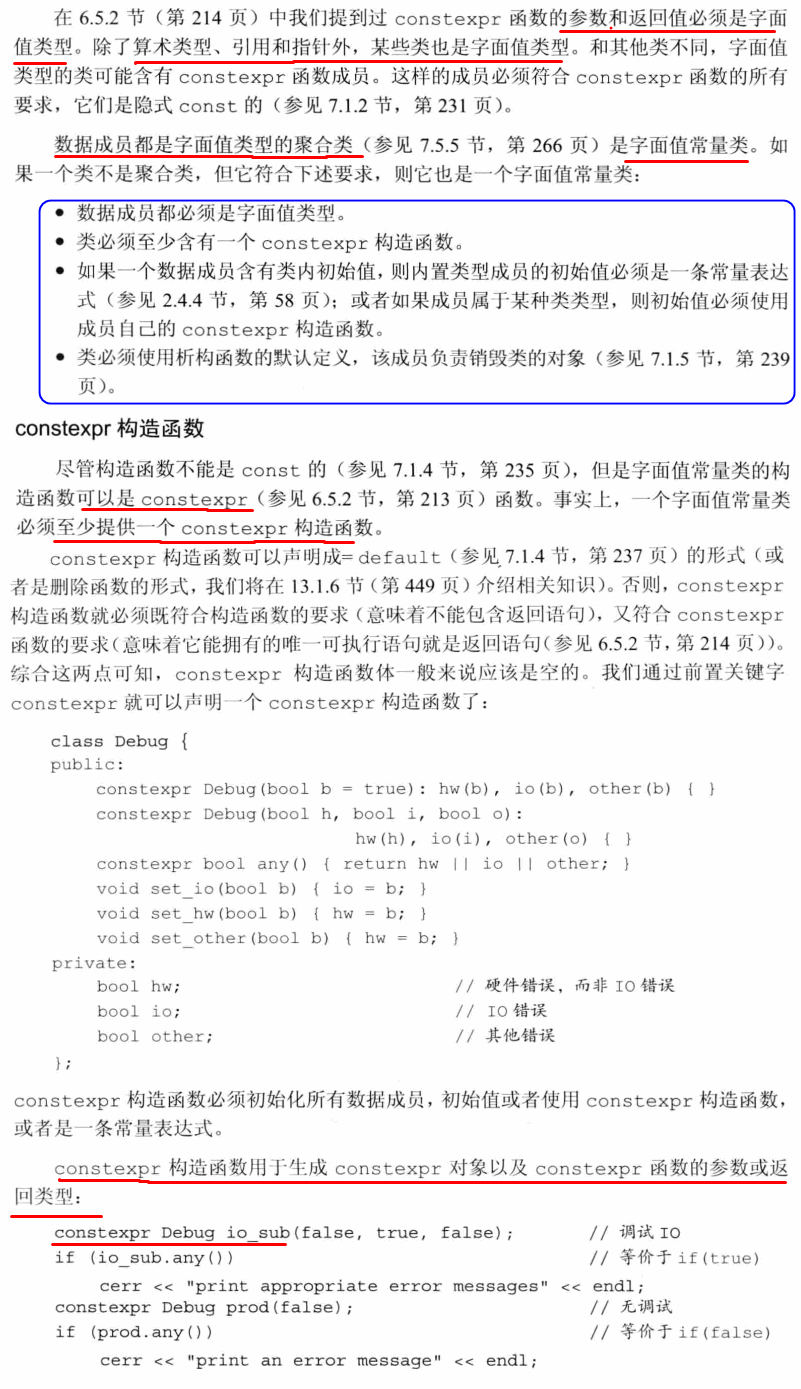 在 6.5.2 节（第 214 页）中我们提到过 constexpr 函数的参数和返回值必须是字面
值类型。除了算术类型、引用和指针外，某些类也是字面值类型。和其他类不同，字面值
类型的类可能含有 constexpr 函数成员。这样的成员必须符合 constexpr 函数的所有
要求，它们是隐式 const 的（参见 7.1.2 节，第 231 页）。
数据成员都是字面值类型的聚合类（参见 7.5.5 节，第 266 页）是字面值常量类。如
果一个类不是聚合类，但它符合下述要求，则它也是一个字面值常量类：
● 数据成员都必须是字面值类型。
● 类必须至少含有一个 constexpr 构造函数。
● 如果一个数据成员含有类内初始值，则内置类型成员的初始值必须是一条常量表达
式（参见 2.4.4 节，第 58 页）；或者如果成员属于某种类类型，则初始值必须使用
成员自己的 constexpr 构造函数。
● 类必须使用析构函数的默认定义，该成员负责销毁类的对象（参见 7.1.5 节，第 239
页）。
constexpr 构造函数
尽管构造函数不能是 const 的（参见 7.1.4 节，第 235 页），但是字面值常量类的构
造函数可以是 constexpr（参见 6.5.2 节，第 213 页）函数。事实上，一个字面值常量类
必须至少提供一个 constexpr 构造函数。
constexpr 构造函数可以声明成= default（参见 7.1.4 节，第 237 页）的形式（或
者是删除函数的形式，我们将在 13.1.6 节（第 449 页）介绍相关知识）。否则，constexpr
构造函数就必须既符合构造函数的要求（意味着不能包含返回语句），又符合 constexpr
函数的要求（意味着它能拥有的唯一可执行语句就是返回语句（参见 6.5.2 节，第 214 页））。
综合这两点可知，constexpr 构造函数体一般来说应该是空的。我们通过前置关键字
constexpr 就可以声明一个 constexpr 构造函数了：
class Debug {
public:
constexpr Debug(bool b = true): hw(b), io(b), other(b) { }
constexpr Debug(bool h, bool i, bool o):
hw(h), io(i), other(o) { }
constexpr bool any() { return hw || io || other; }
void set_io(bool b) { io = b; }
void set_hw(bool b) { hw = b; }
void set_other(bool b) { hw = b; }
private:
bool hw; // 硬件错误，而非 IO 错误
bool io; // IO 错误
bool other; // 其他错误
};
constexpr 构造函数必须初始化所有数据成员，初始值或者使用 constexpr 构造函数，
或者是一条常量表达式。
constexpr 构造函数用于生成 constexpr 对象以及 constexpr 函数的参数或返
回类型：
constexpr Debug io_sub(false, true, false); // 调试 IO
if (io_sub.any()) // 等价于 if(true)
cerr << "print appropriate error messages" << endl;
constexpr Debug prod(false); // 无调试
if (prod.any()) // 等价于 if(false)
cerr << "print an error message" << endl;